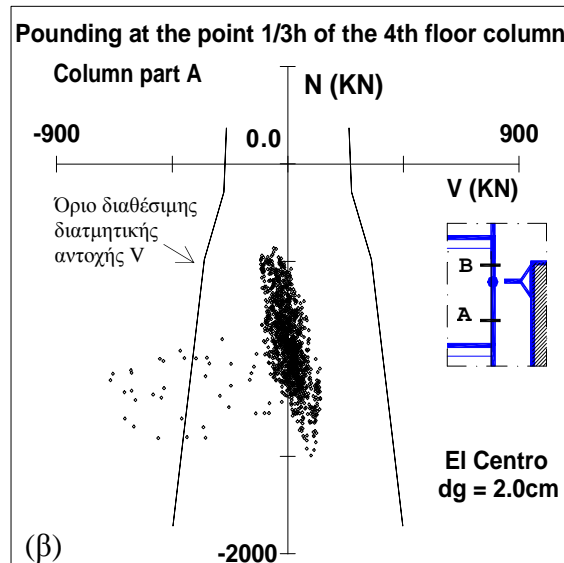 Pounding at the point 1/3h of the 4th floor column
Column part A
N (KN)
-900
0.0
900
V (KN)
Όριο διαθέσιμης
διατμητικής
αντοχής V
B
A
El Centro
dg = 2.0cm
-2000
(β)